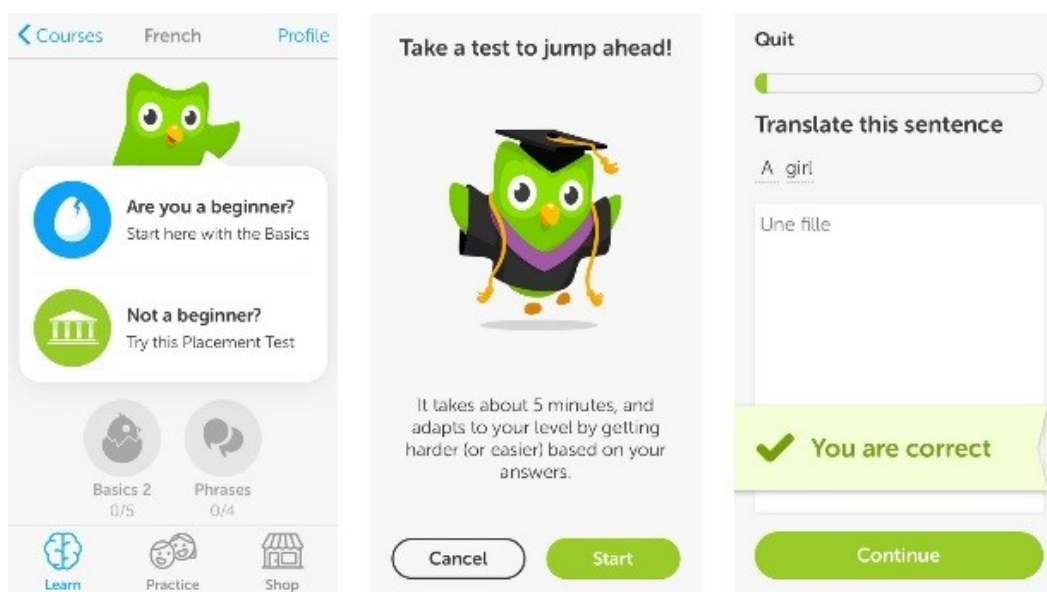 Courses French Profile
Are you a beginner?
Start here with the Basics
Not a beginner?
Try this Placement Test
Basics 2 Phrases
0/5 0/4
Learn Practice Shop
Take a test to jump ahead!
It takes about 5 minutes, and
adapts to your level by getting
harder (or easier) based on your
answers.
Cancel Start
Quit
Translate this sentence
A girl
Une fille
You are correct
Continue